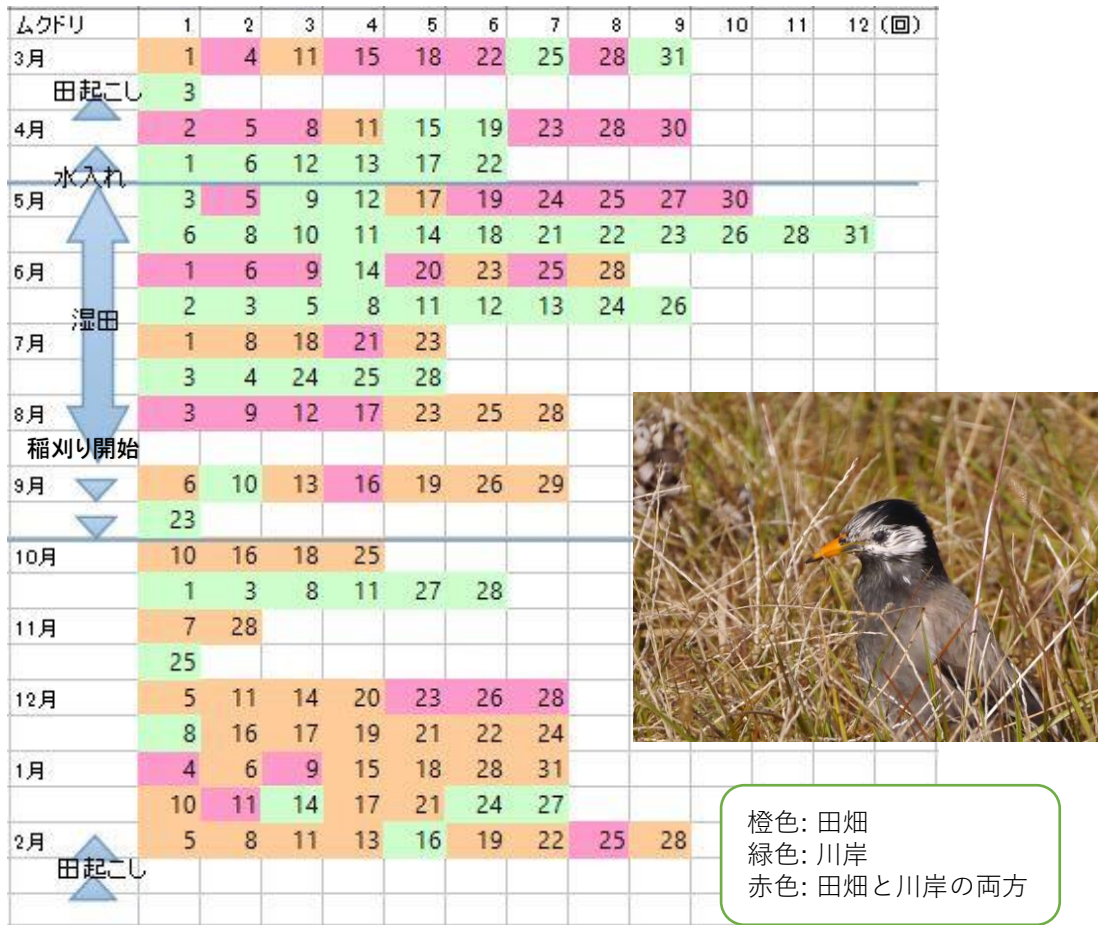 ムクドリ 1 2 3 4 5 6 7 8 9 10 11 12 (回)
3月 1 4 11 15 18 22 25 28 31
田起こし 3
4月 2 5 8 11 15 19 23 28 30
1 6 12 13 17 22
水入れ
5月 3 5 9 12 17 19 24 25 27 30
6 8 10 11 14 18 21 22 23 26 28 31
6月 1 6 9 14 20 23 25 28
2 3 5 8 11 12 13 24 26
湿田
7月 1 8 18 21 23
3 4 24 25 28
8月 3 9 12 17 23 25 28
稲刈り開始
9月 6 10 13 16 19 26 29
23
10月 10 16 18 25
1 3 8 11 27 28
11月 7 28
25
12月 5 11 14 20 23 26 28
8 16 17 19 21 22 24
1月 4 6 9 15 18 28 31
10 11 14 17 21 24 27
2月 5 8 11 13 16 19 22 25 28
田起こし
橙色: 田畑
緑色: 川岸
赤色: 田畑と川岸の両方